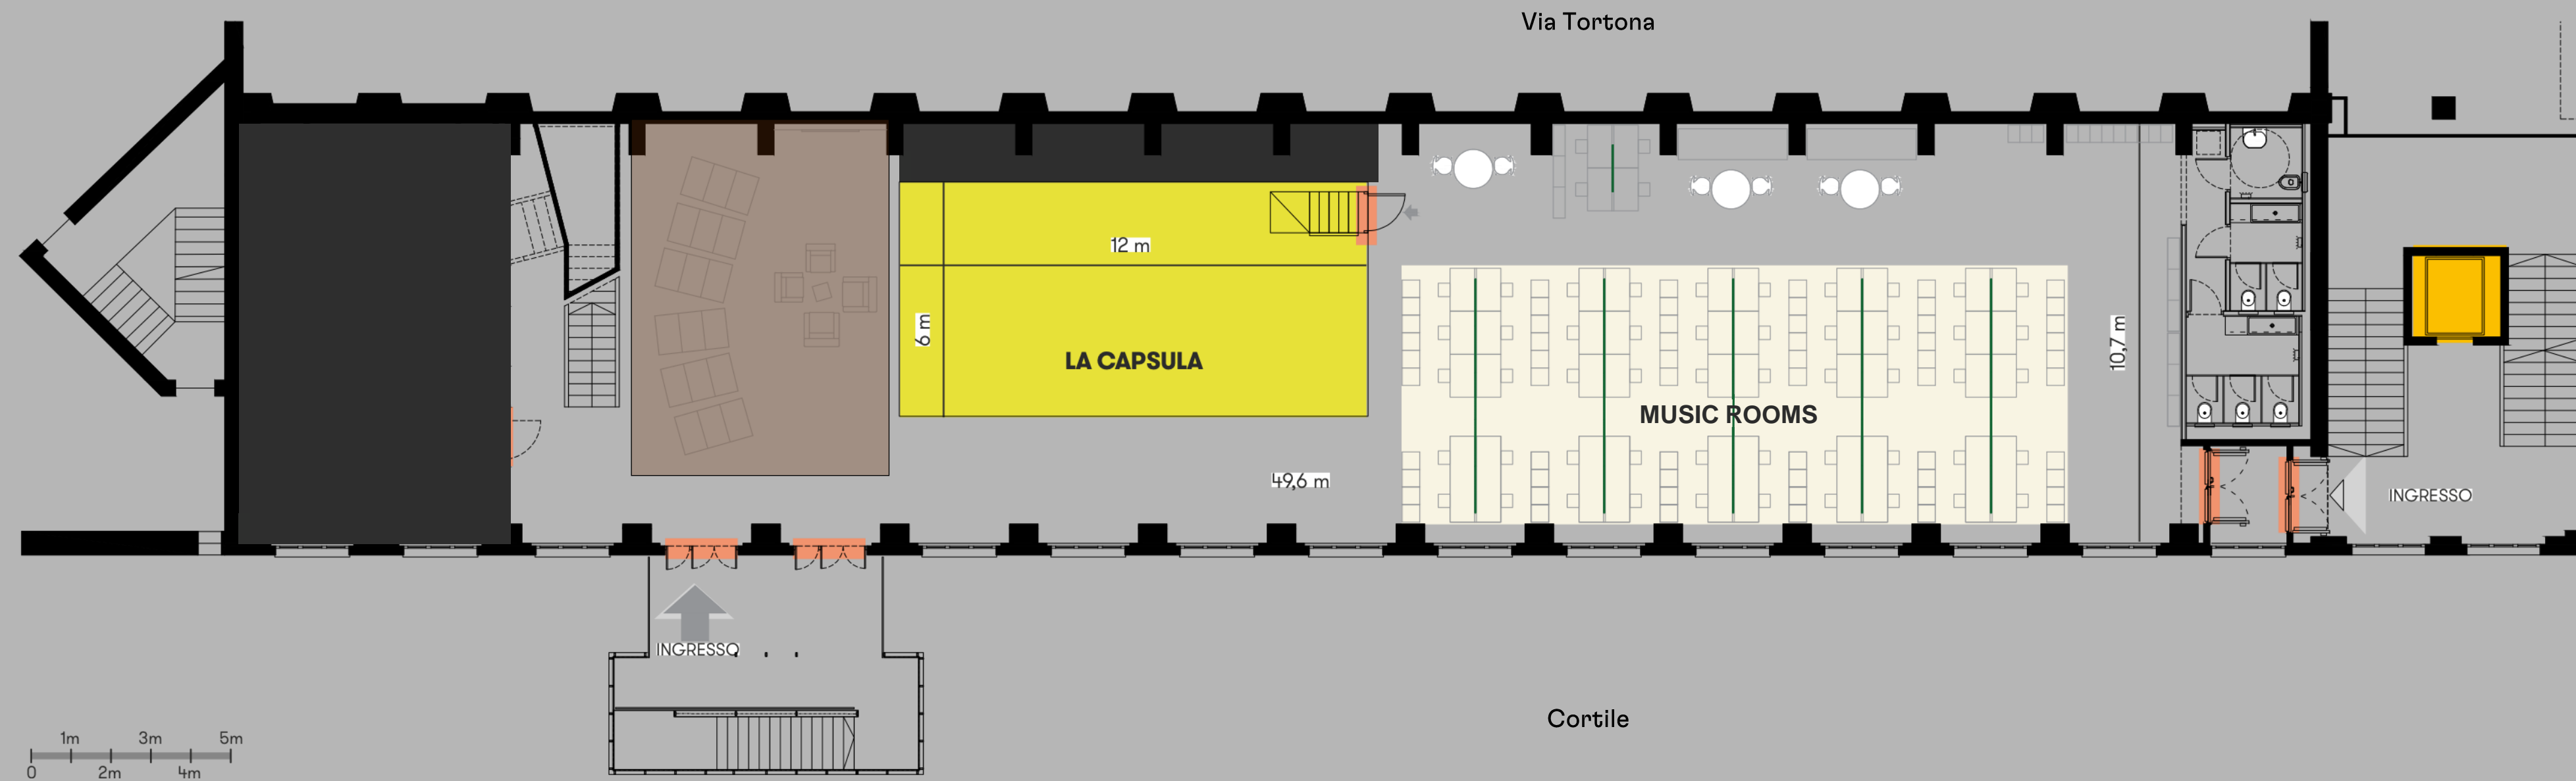 Via Tortona
12 m
6 m
LA CAPSULA
10,7 m
MUSIC ROOMS
49,6 m
INGRESSO
INGRESSO
Cortile
1m 3m 5m
0 2m 4m